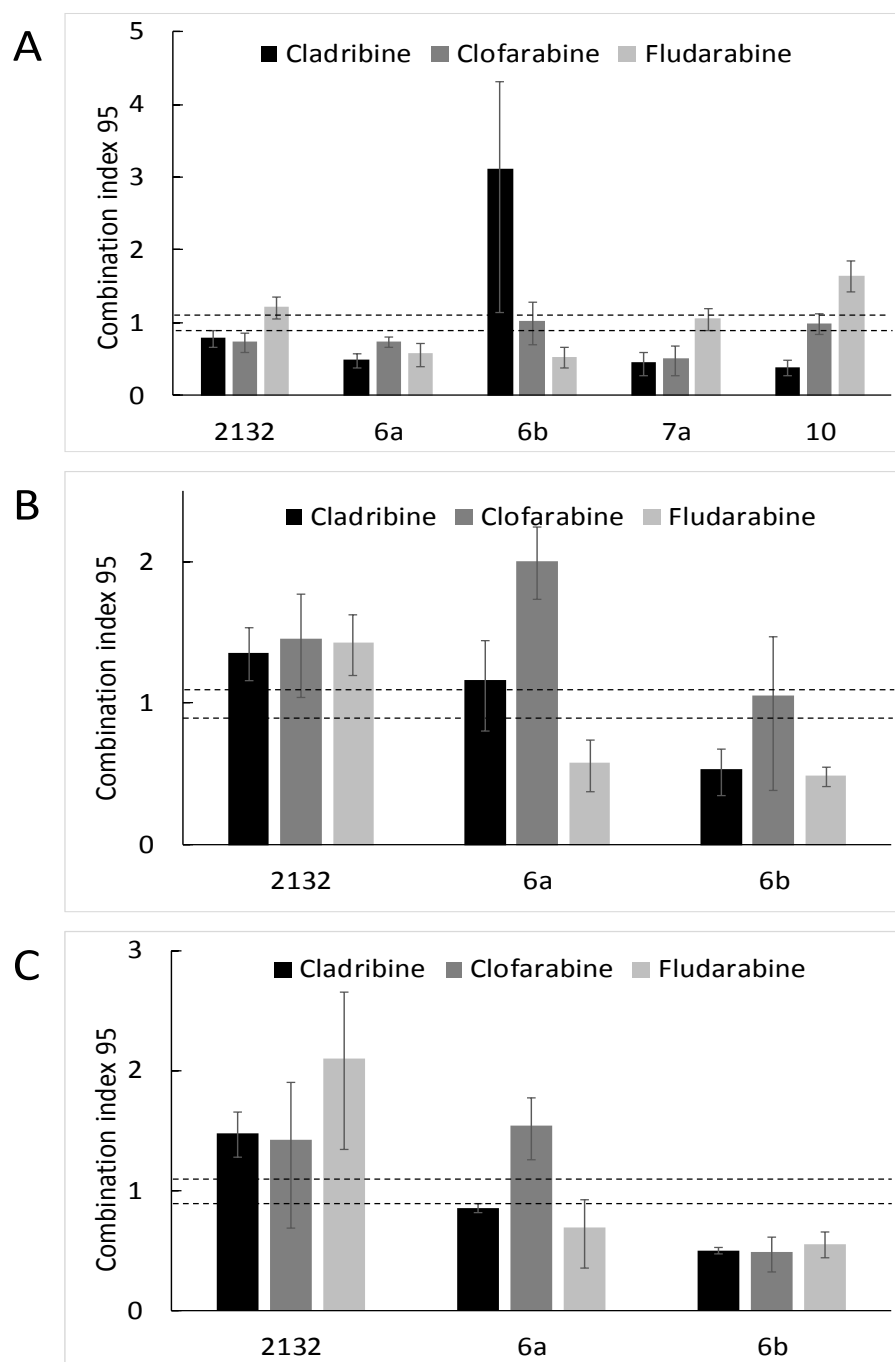 A
Combination index 95
5
4
3
2
1
0
Cladribine Clofarabine Fludarabine
2132 6a 6b 7a 10
B
Combination index 95
2
1
0
Cladribine Clofarabine Fludarabine
2132 6a 6b
C
Combination index 95
3
2
1
0
Cladribine Clofarabine Fludarabine
2132 6a 6b